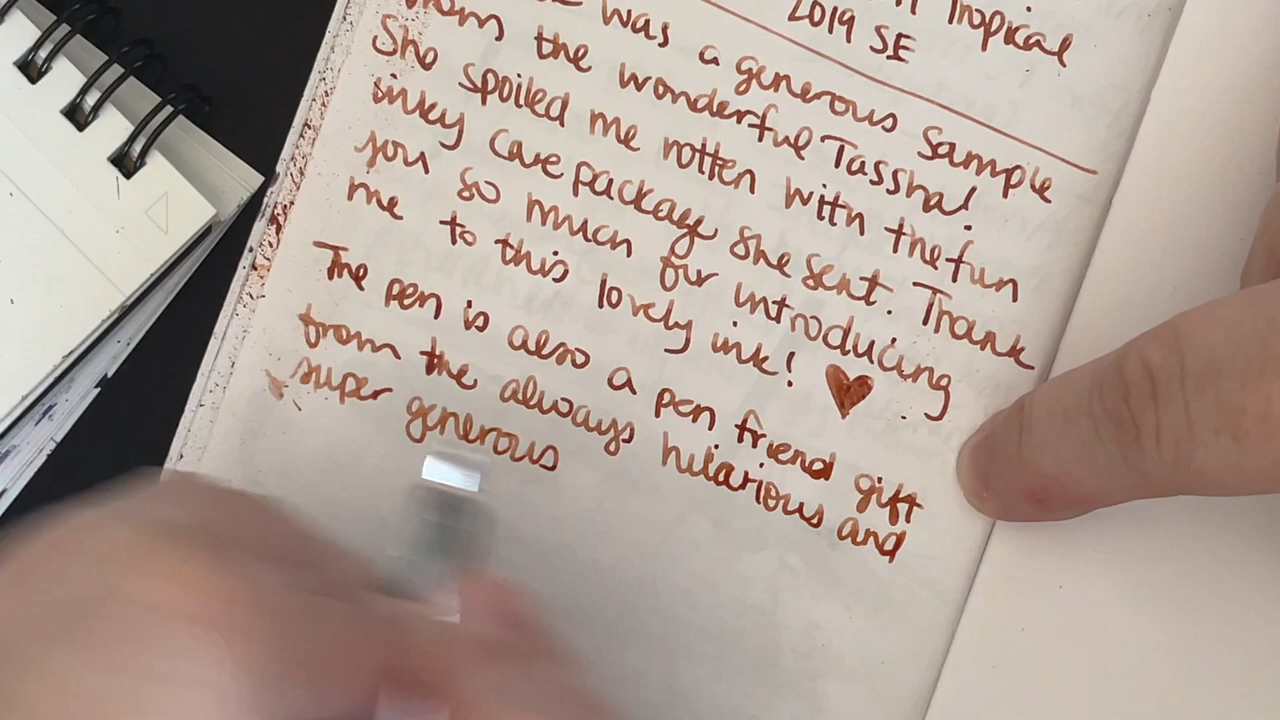 Tropical
2019 SE
was a generous sample
from the wonderful Tassha!
She spoiled me rotten with the fun
inky care package she sent. Thank
you so much for introducing
me to this lovely ink! ♥
The pen is also a pen friend gift
from the always hilarious and
super generous